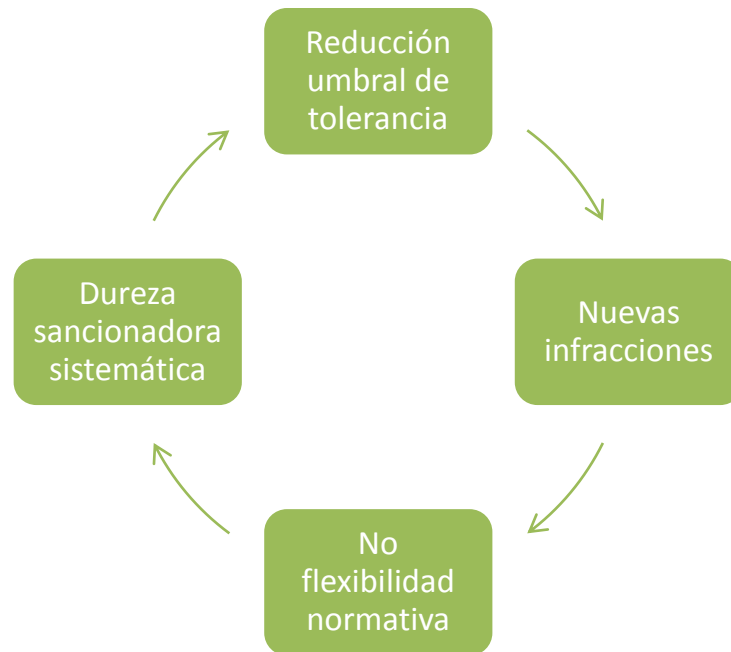 Reducción
umbral de
tolerancia
Nuevas
infracciones
No
flexibilidad
normativa
Dureza
sancionadora
sistemática